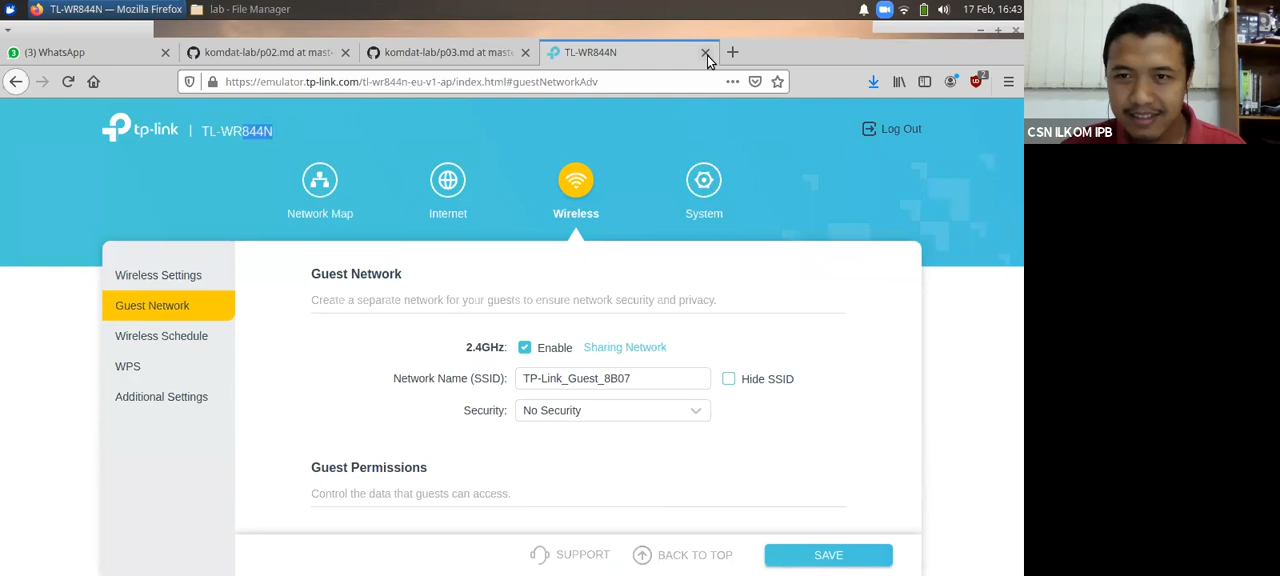 TL-WR844N — Mozilla Firefox
lab - File Manager
17 Feb, 16:43
(3) WhatsApp
komdat-lab/p02.md at mast
komdat-lab/p03.md at mast
TL-WR844N
https://emulator.tp-link.com/tl-wr844n-eu-v1-ap/index.html#guestNetworkAdv
2
tp-link | TL-WR844N
Log Out
Network Map
Internet
Wireless
System
Wireless Settings
Guest Network
Wireless Schedule
WPS
Additional Settings
Guest Network
Create a separate network for your guests to ensure network security and privacy.
2.4GHz: Enable Sharing Network
Network Name (SSID): TP-Link_Guest_8B07 Hide SSID
Security: No Security
Guest Permissions
Control the data that guests can access.
SUPPORT
BACK TO TOP
SAVE
CSN ILKOM IPB